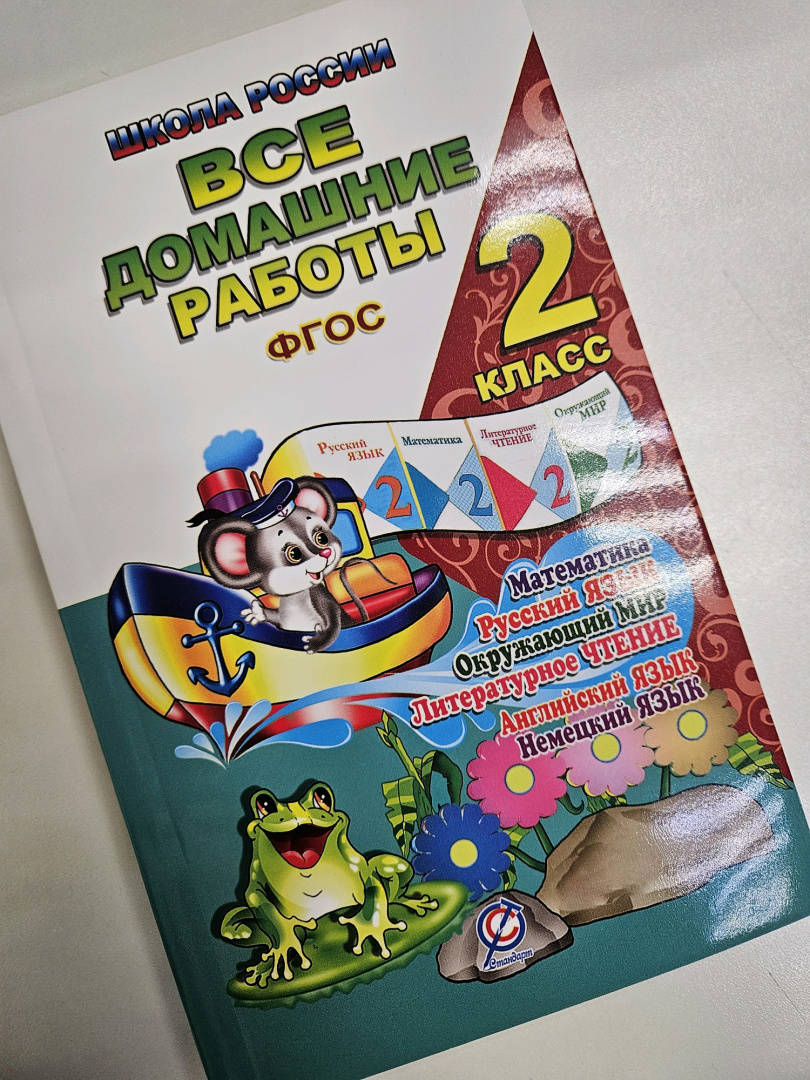 ШКОЛА РОССИИ
ВСЕ
ДОМАШНИЕ
РАБОТЫ
ФГОС
2
КЛАСС
Русский
ЯЗЫК
2
Математика
2
Литературное
ЧТЕНИЕ
2
Окружающий
МИР
2
Математика
Русский ЯЗЫК
Окружающий МИР
Литературное ЧТЕНИЕ
Английский ЯЗЫК
Немецкий ЯЗЫК
Стандарт